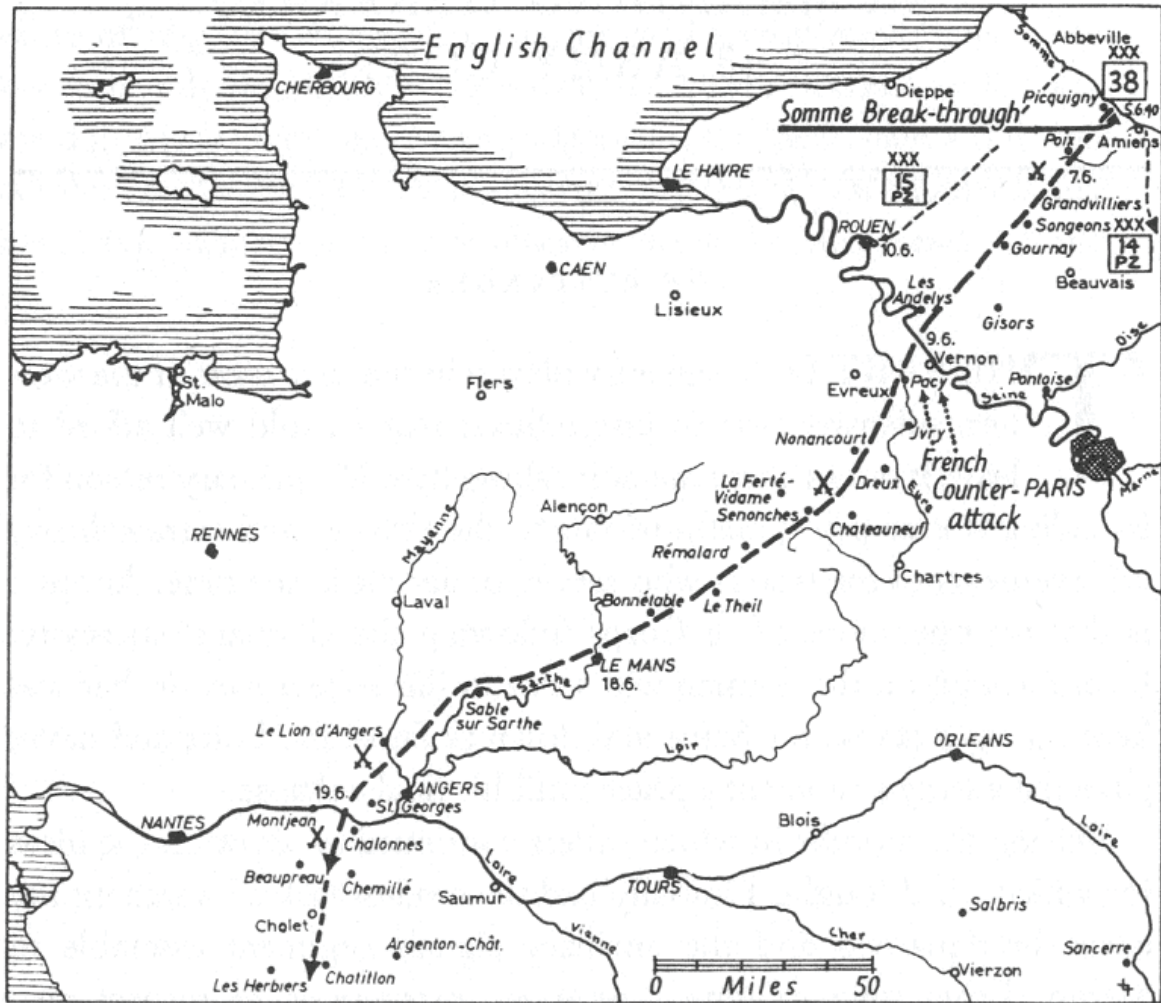 English Channel
CHERBOURG
Somme
Abbeville
XXX
38
Dieppe
Picquigny
5.6.40
Somme Break-through
Amiens
Poix
XXX
15
PZ
7.6.
LE HAVRE
Grandvilliers
ROUEN
10.6.
Songeons
XXX
14
PZ
Gournay
CAEN
Beauvais
Lisieux
Les
Andelys
Gisors
Oise
9.6.
Vernon
St.
Malo
Flers
Evreux
Pacy
Pontoise
Seine
Jvry
Nonancourt
French
Counter-
attack
PARIS
Marne
La Ferté-
Vidame
Dreux
Eure
Senonches
Alençon
Chateauneuf
Mayenne
RENNES
Rémalard
Chartres
Laval
Bonnétable
Le Theil
LE MANS
18.6.
Sarthe
Sable
sur Sarthe
Le Lion d'Angers
Loir
ORLEANS
19.6.
ANGERS
St. Georges
NANTES
Montjean
Chalonnes
Blois
Loire
Beaupreau
Chemillé
Loire
Saumur
TOURS
Cholet
Vienne
Cher
Salbris
Argenton-Chât.
Sancerre
Les Herbiers
Chatillon
0
50
Miles
Vierzon